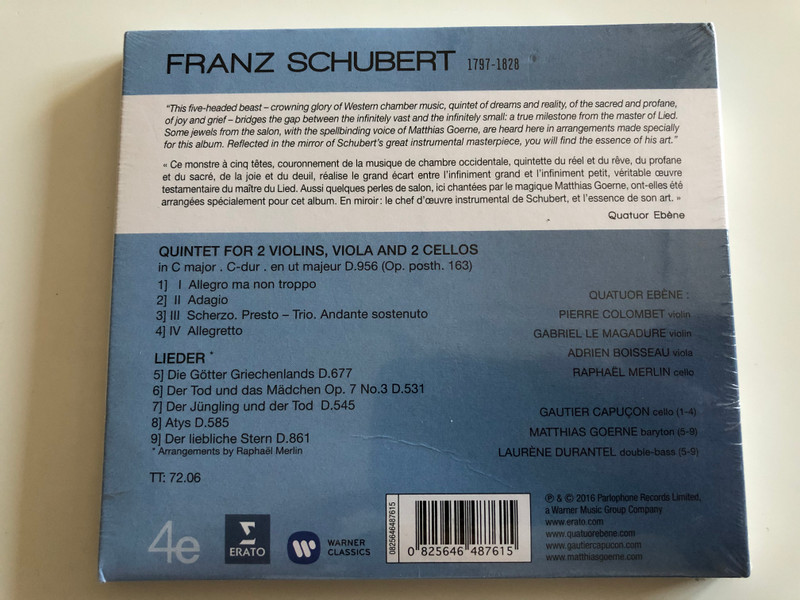 FRANZ SCHUBERT 1797-1828
"This five-headed beast – crowning glory of Western chamber music, quintet of dreams and reality, of the sacred and profane,
of joy and grief – bridges the gap between the infinitely vast and the infinitely small: a true milestone from the master of Lied.
Some jewels from the salon, with the spellbinding voice of Matthias Goerne, are heard here in arrangements made specially
for this album. Reflected in the mirror of Schubert's great instrumental masterpiece, you will find the essence of his art."
« Ce monstre à cinq têtes, couronnement de la musique de chambre occidentale, quintette du réel et du rêve, du profane
et du sacré, de la joie et du deuil, réalise le grand écart entre l'infiniment grand et l'infiniment petit, véritable œuvre
testamentaire du maître du Lied. Aussi quelques perles de salon, ici chantées par le magique Matthias Goerne, ont-elles été
arrangées spécialement pour cet album. En miroir : le chef d'œuvre instrumental de Schubert, et l'essence de son art. »
Quatuor Ebène
QUINTET FOR 2 VIOLINS, VIOLA AND 2 CELLOS
in C major . C-dur . en ut majeur D.956 (Op. posth. 163)
1] I Allegro ma non troppo
2] II Adagio
3] III Scherzo. Presto – Trio. Andante sostenuto
4] IV Allegretto
LIEDER *
5] Die Götter Griechenlands D.677
6] Der Tod und das Mädchen Op. 7 No.3 D.531
7] Der Jüngling und der Tod D.545
8] Atys D.585
9] Der liebliche Stern D.861
* Arrangements by Raphaël Merlin
TT: 72.06
QUATUOR EBÈNE :
PIERRE COLOMBET violin
GABRIEL LE MAGADURE violin
ADRIEN BOISSEAU viola
RAPHAËL MERLIN cello
GAUTIER CAPUÇON cello (1-4)
MATTHIAS GOERNE baryton (5-9)
LAURÈNE DURANTEL double-bass (5-9)
4e
ERATO
WARNER
CLASSICS
0825646487615
0 825646 487615
℗ & © 2016 Parlophone Records Limited,
a Warner Music Group Company
www.erato.com
www.quatuorebene.com
www.gautiercapucon.com
www.matthiasgoerne.com